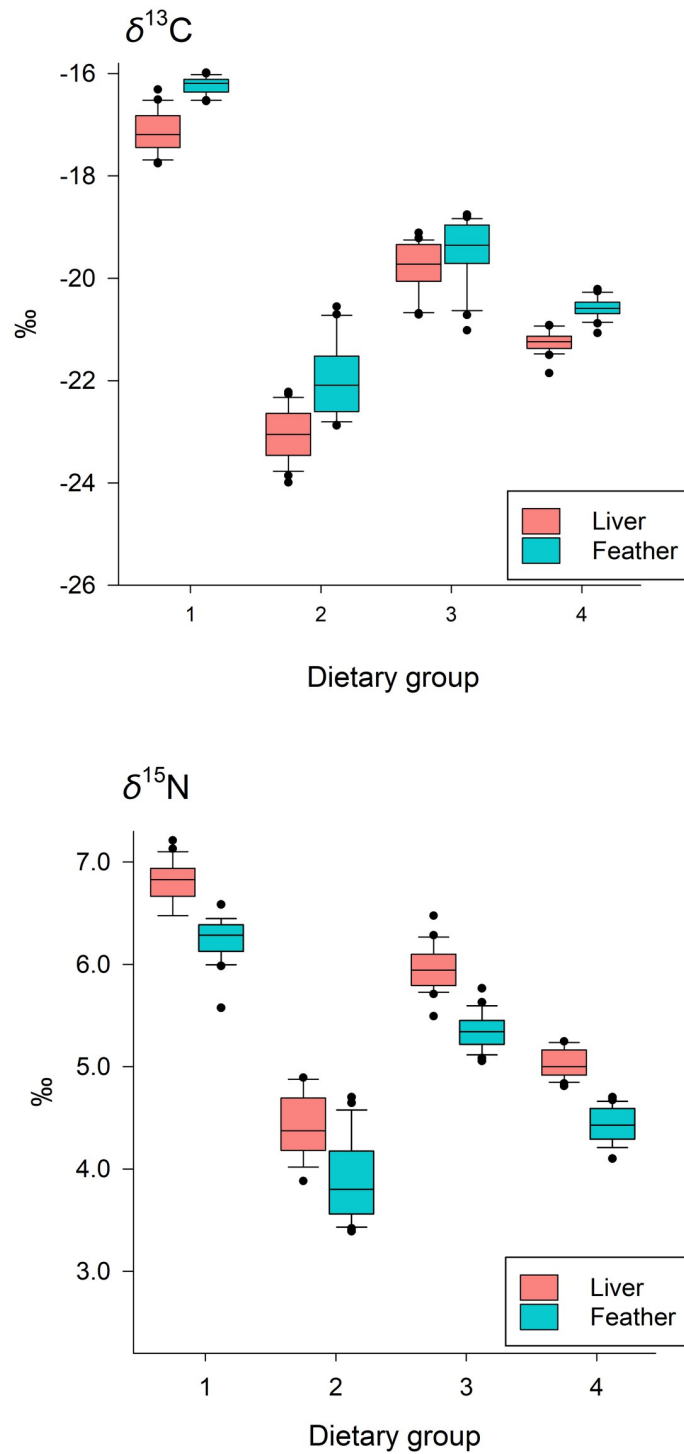 δ¹³C
-16
-18
-20
-22
-24
-26
‰
Liver
Feather
1 2 3 4
Dietary group
δ¹⁵N
7.0
6.0
5.0
4.0
3.0
‰
Liver
Feather
1 2 3 4
Dietary group